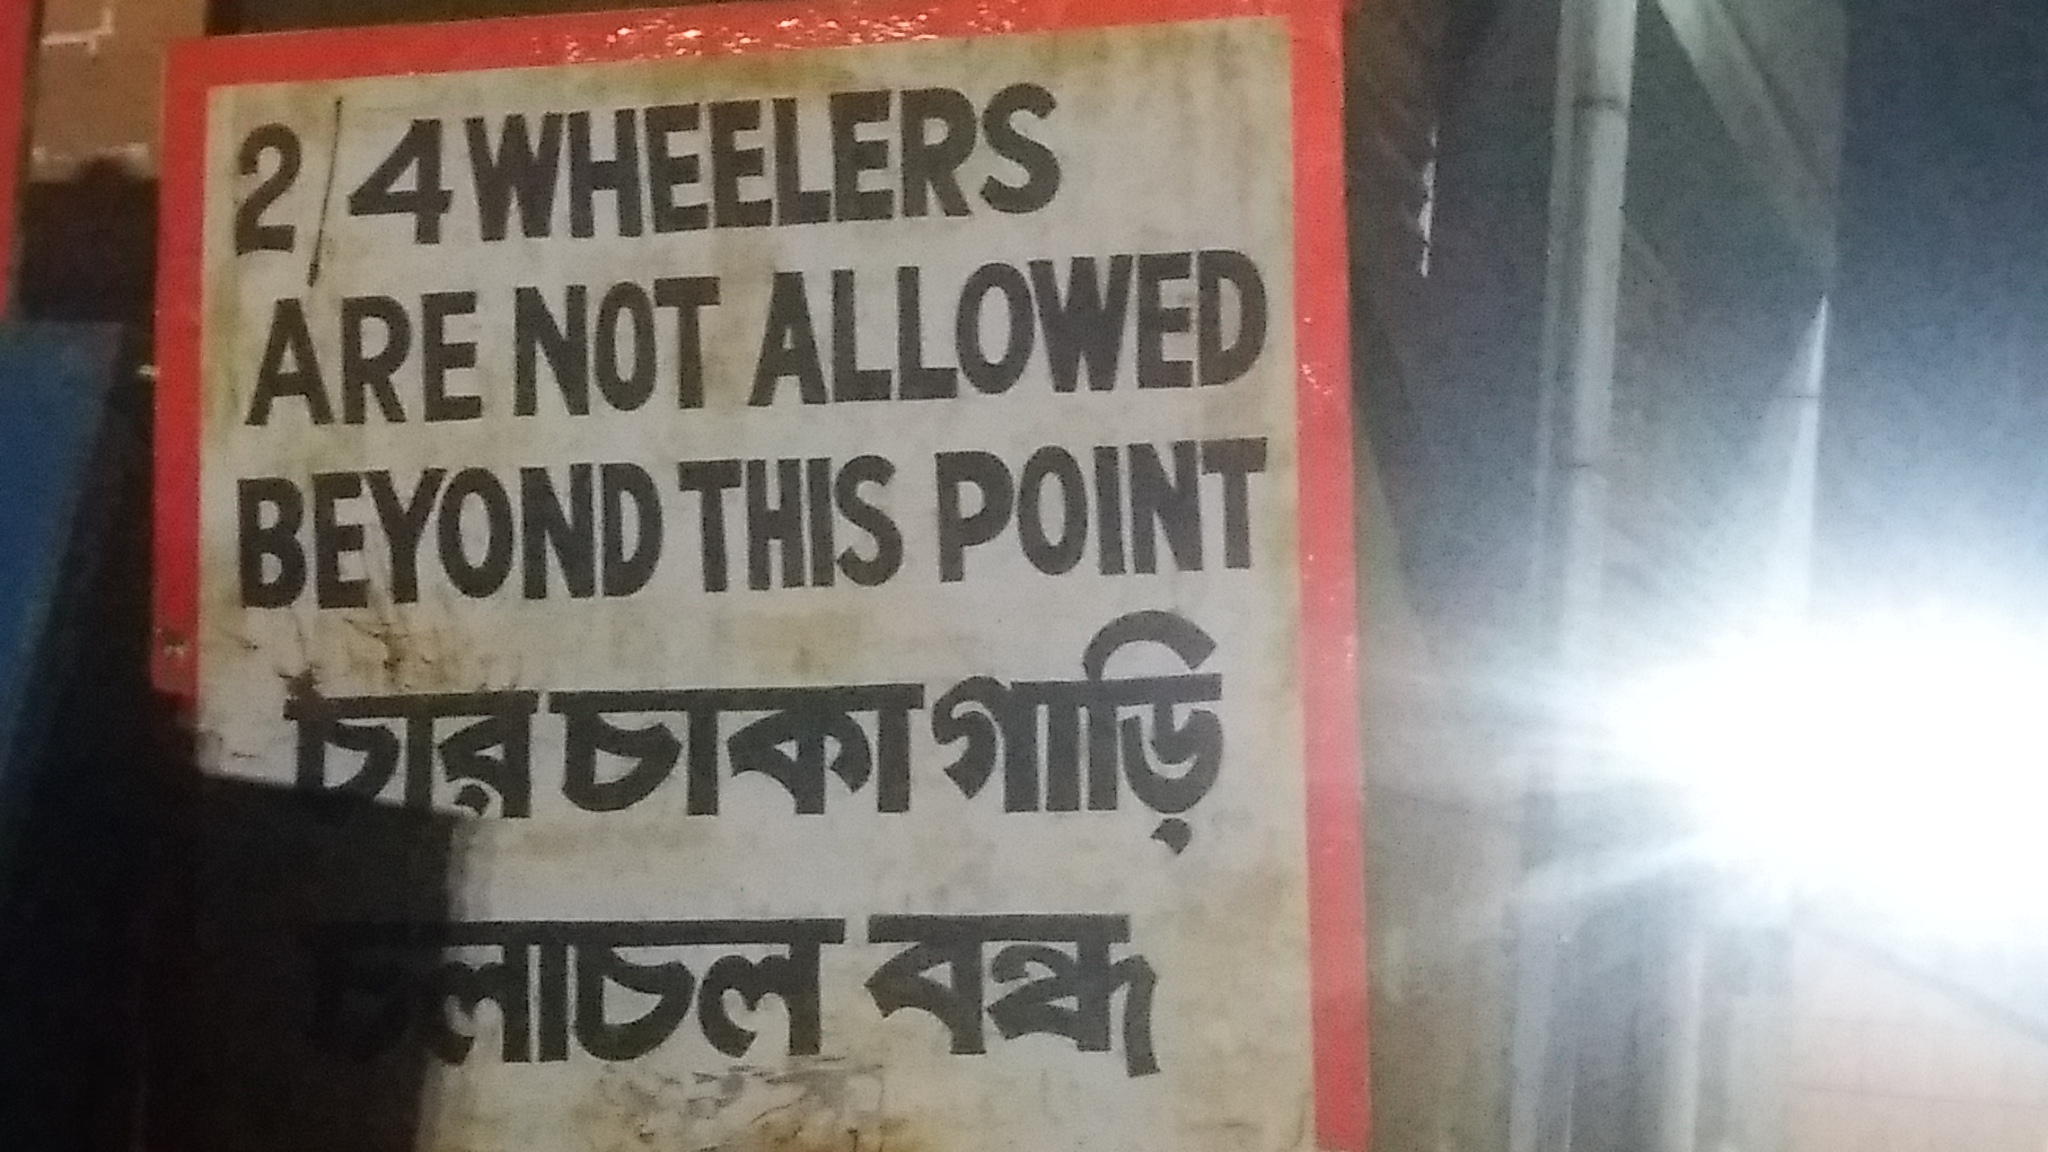 2/4 WHEELERS
ARE NOT ALLOWED
BEYOND THIS POINT
চার চাকা গাড়ি
চলাচল বন্ধ